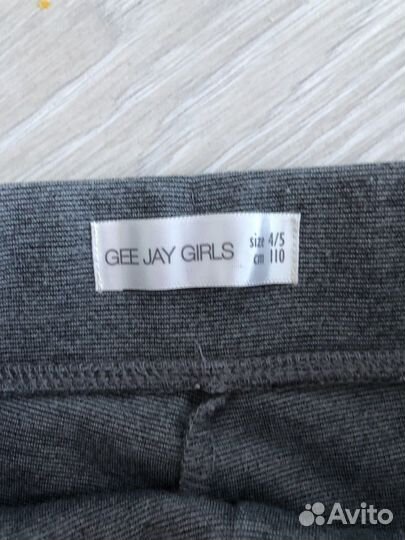 GEE JAY GIRLS
size 4/5
cm 110
Avito